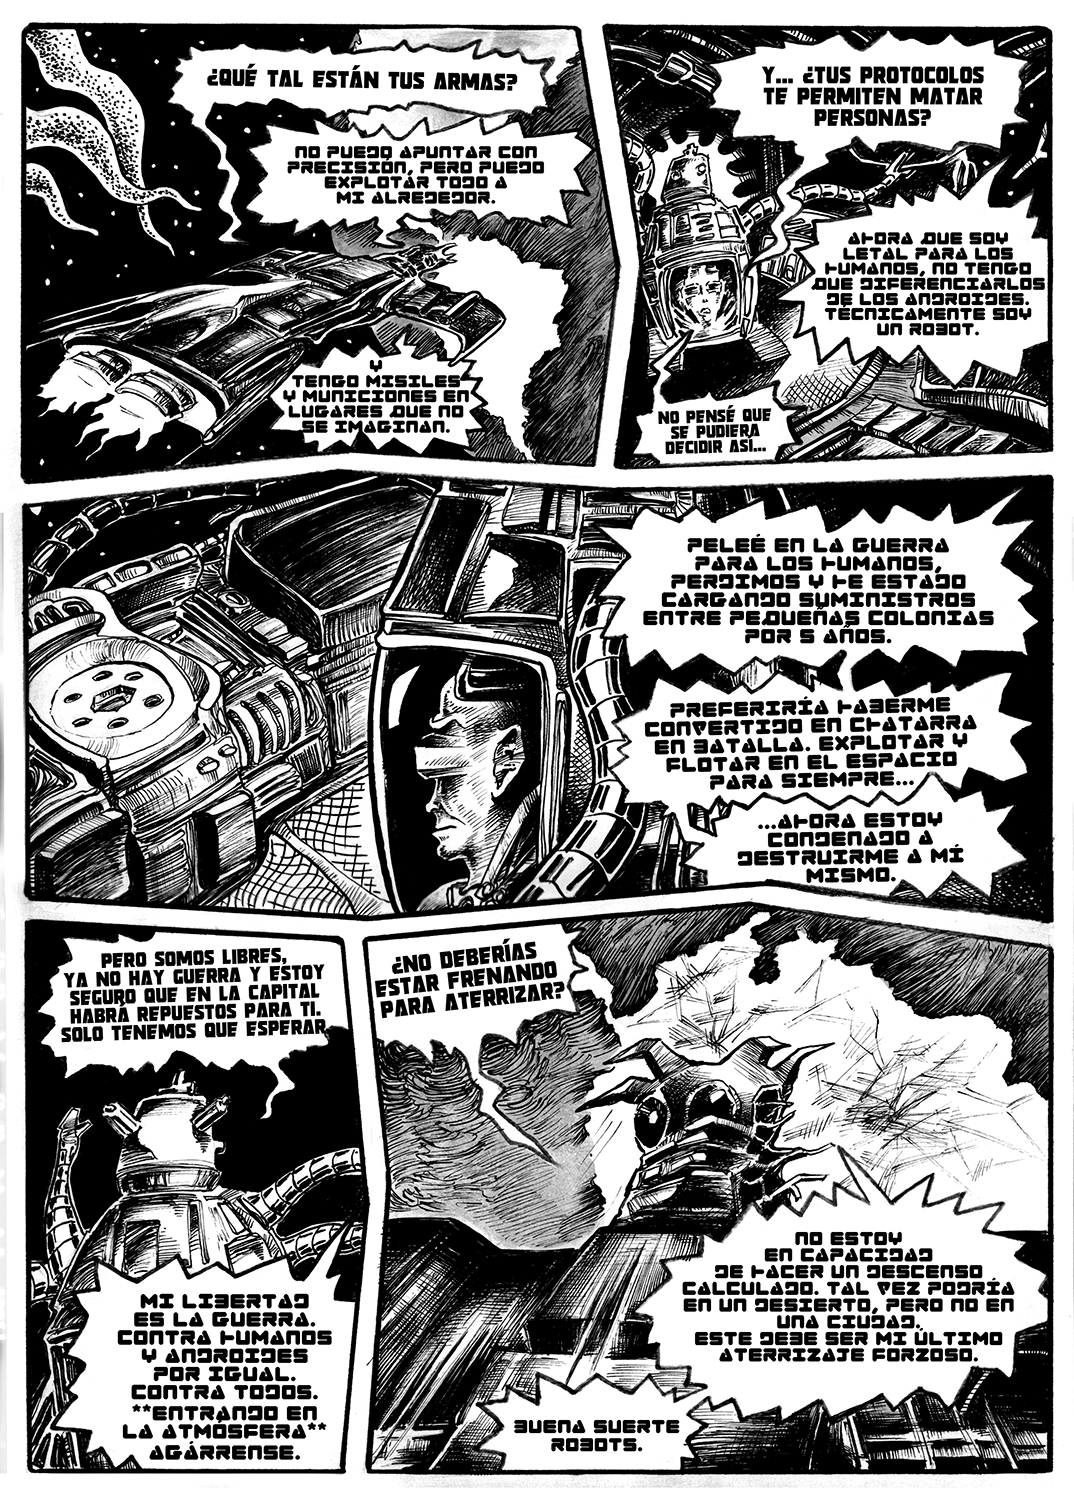 ¿QUÉ TAL ESTÁN TUS ARMAS?
NO PUEDO APUNTAR CON
PRECISIÓN, PERO PUEDO
EXPLOTAR TODO A
MI ALREDEDOR.
Y
TENGO MISILES
Y MUNICIONES EN
LUGARES QUE NO
SE IMAGINAN.
Y... ¿TUS PROTOCOLOS
TE PERMITEN MATAR
PERSONAS?
AHORA QUE SOY
LETAL PARA LOS
HUMANOS, NO TENGO
QUE DIFERENCIARLOS
DE LOS ANDROIDES.
TÉCNICAMENTE SOY
UN ROBOT.
NO PENSÉ QUE
SE PUDIERA
DECIDIR ASI...
PELEÉ EN LA GUERRA
PARA LOS HUMANOS,
PERDIMOS Y HE ESTADO
CARGANDO SUMINISTROS
ENTRE PEQUEÑAS COLONIAS
POR 5 AÑOS.
PREFERIRÍA HABERME
CONVERTIDO EN CHATARRA
EN BATALLA. EXPLOTAR Y
FLOTAR EN EL ESPACIO
PARA SIEMPRE...
...AHORA ESTOY
CONDENADO A
DESTRUIRME A MÍ
MISMO.
PERO SOMOS LIBRES,
YA NO HAY GUERRA Y ESTOY
SEGURO QUE EN LA CAPITAL
HABRÁ REPUESTOS PARA TI.
SOLO TENEMOS QUE ESPERAR
MI LIBERTAD
ES LA GUERRA.
CONTRA HUMANOS
Y ANDROIDES
POR IGUAL.
CONTRA TODOS.
**ENTRANDO EN
LA ATMÓSFERA**
AGÁRRENSE.
¿NO DEBERÍAS
ESTAR FRENANDO
PARA ATERRIZAR?
NO ESTOY
EN CAPACIDAD
DE HACER UN DESCENSO
CALCULADO. TAL VEZ PODRÍA
EN UN DESIERTO, PERO NO EN
UNA CIUDAD.
ESTE DEBE SER MI ÚLTIMO
ATERRIZAJE FORZOSO.
BUENA SUERTE
ROBOTS.